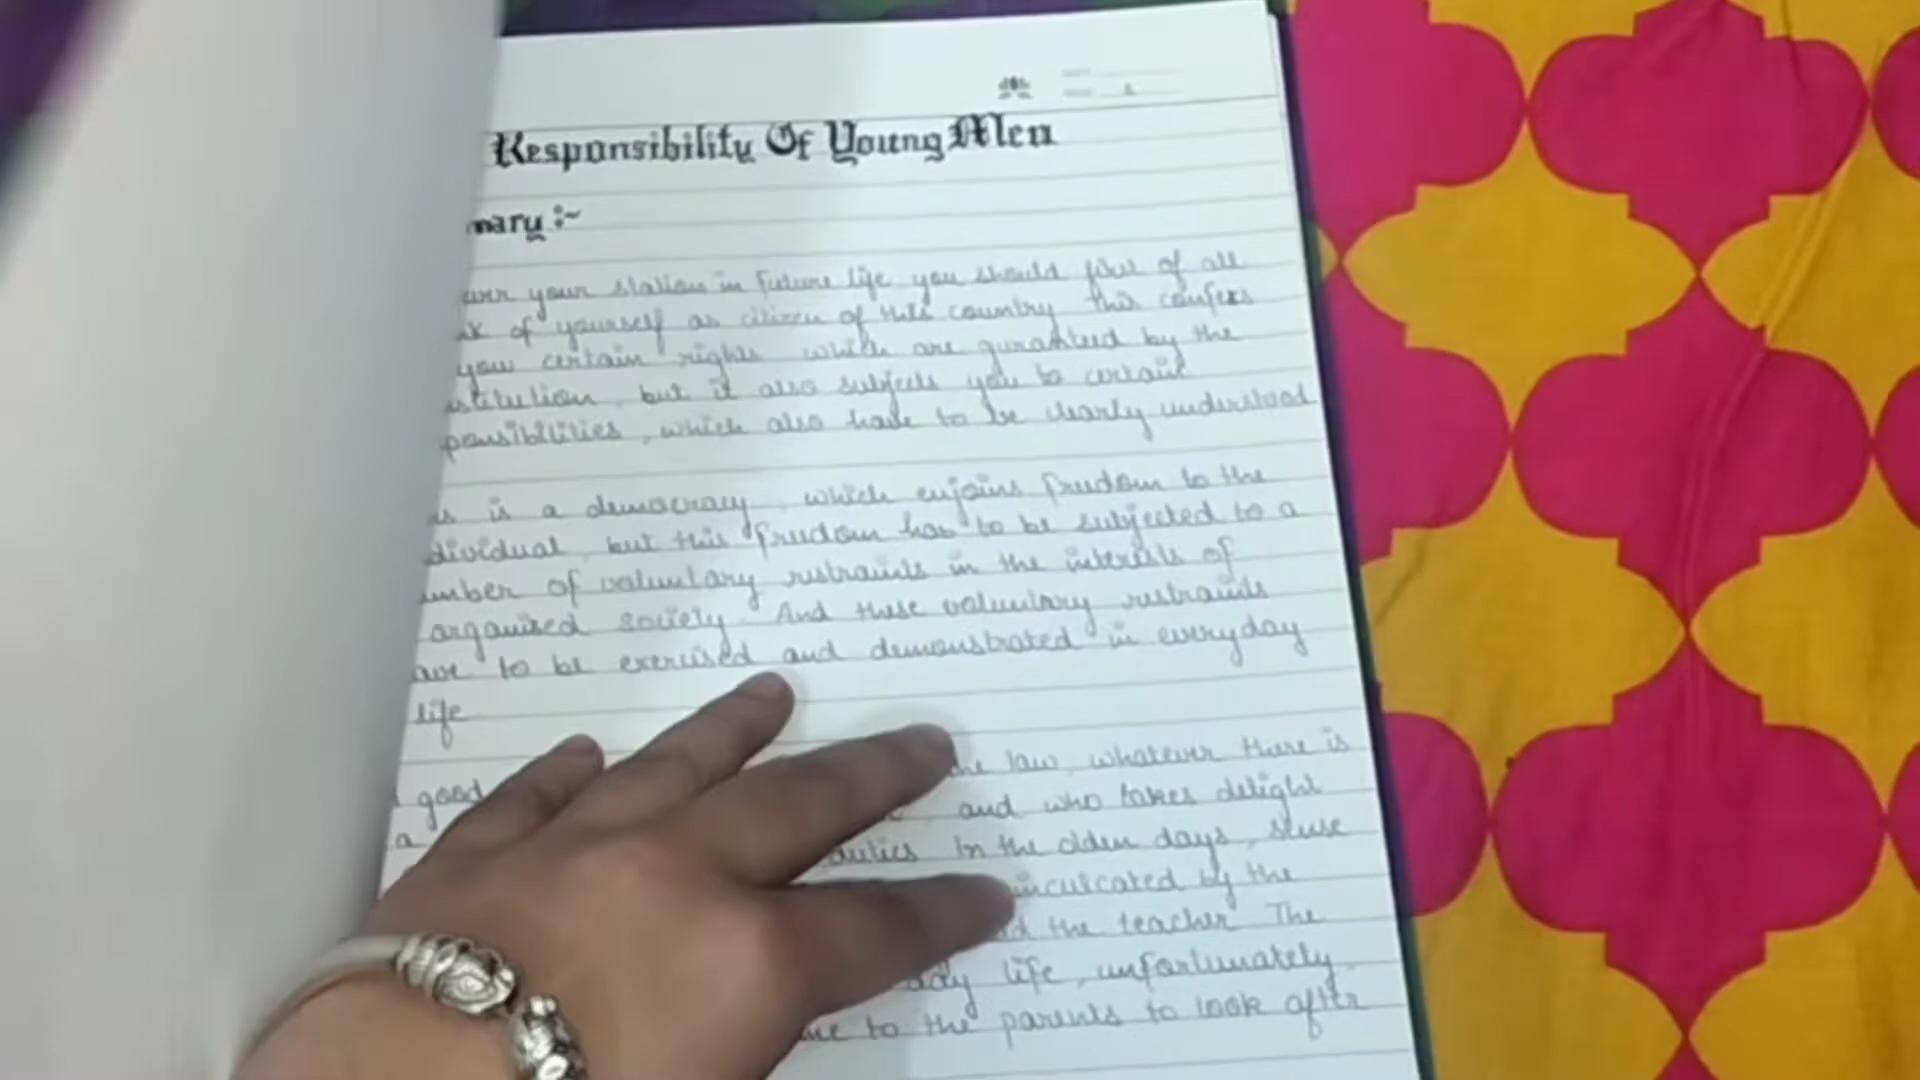 Responsibility Of Young Men
mary :~
ever your station in future life you should first of all
nk of yourself as citizen of this country this confers
you certain rights which are guranteed by the
stitution, but it also subjects you to certain
ponsibilities, which also have to be clearly understood
is is a democracy, which enjoins freedom to the
dividual, but this freedom has to be subjected to a
umber of voluntary restraints in the interests of
organised society. And these voluntary restraints
ave to be exercised and demonstrated in everyday
life
good the law, whatever there is
a and who takes delight
duties In the olden days, sense
inculcated by the
the teacher The
life, unfortunately,
to the parents to look after